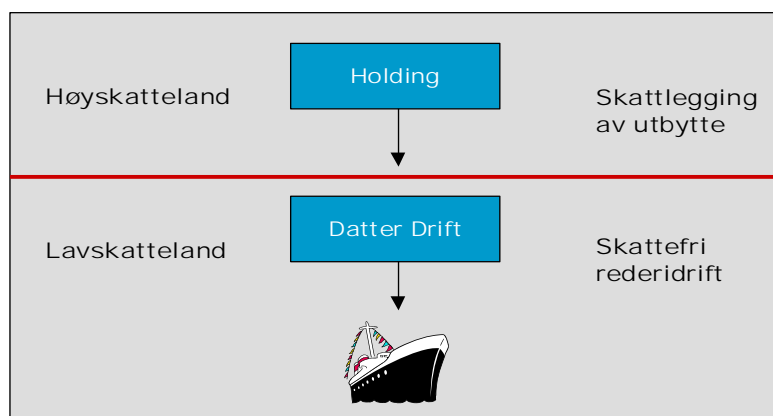 Høyskatteland
Holding
Skattlegging
av utbytte
Lavskatteland
Datter Drift
Skattefri
rederidrift